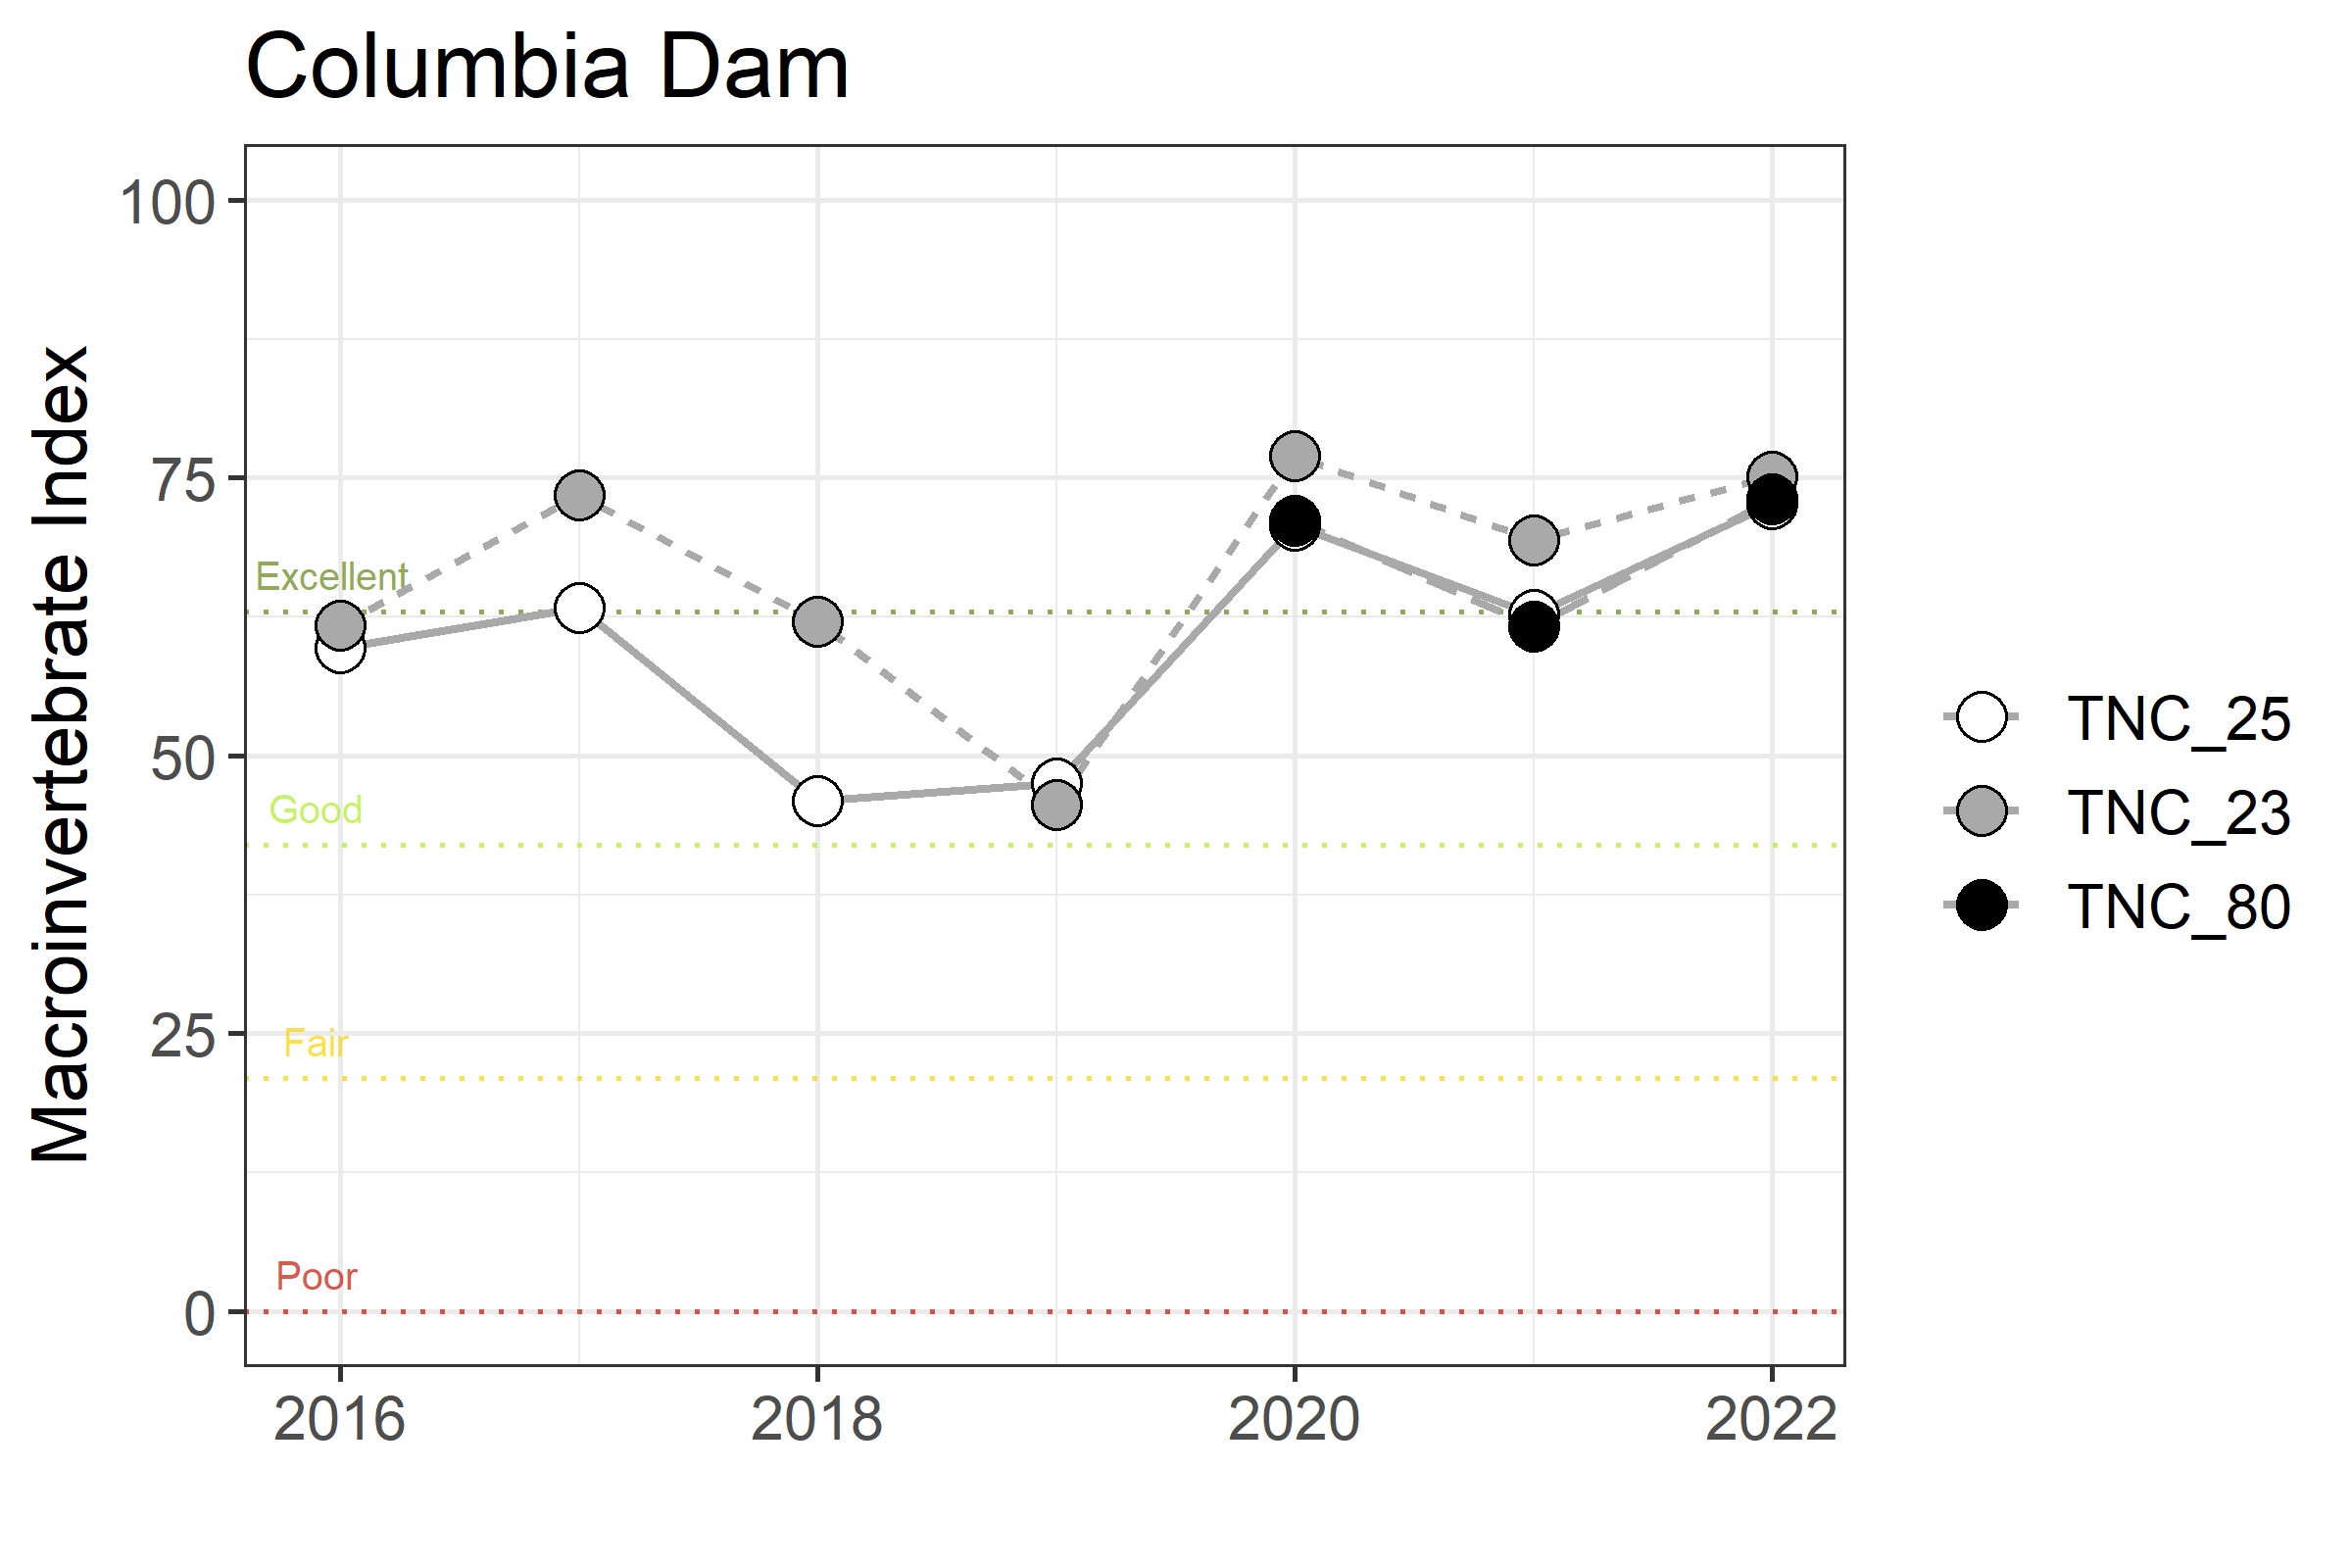 Columbia Dam
Macroinvertebrate Index
100
75
50
25
0
Excellent
Good
Fair
Poor
2016
2018
2020
2022
TNC_25
TNC_23
TNC_80